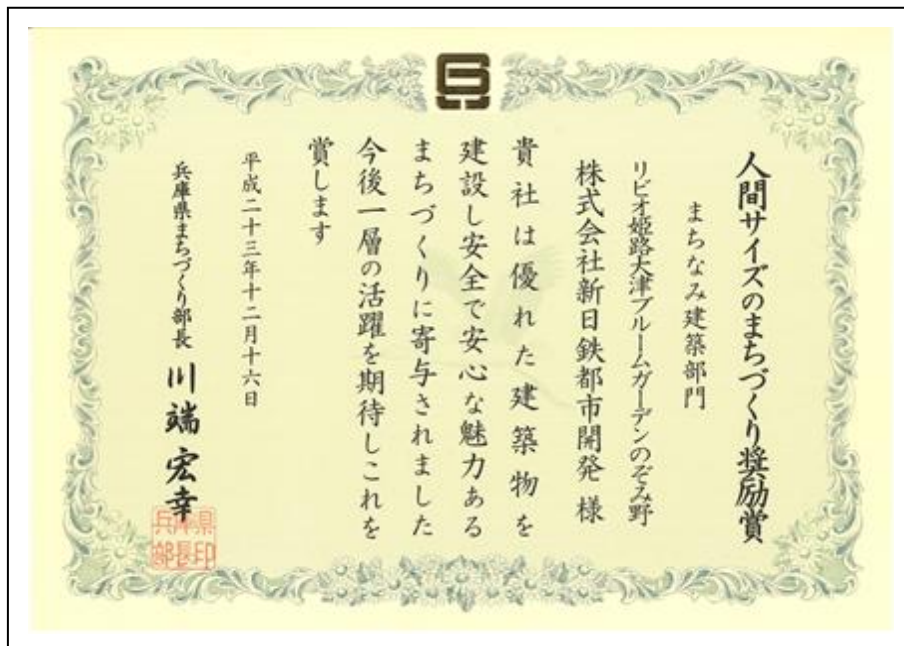 人間サイズのまちづくり奨励賞
まちなみ建築部門
リビオ姫路大津ブルームガーデンのぞみ野
株式会社新日鉄都市開発 様
貴社は優れた建築物を
建設し安全で安心な魅力ある
まちづくりに寄与されました
今後一層の活躍を期待しこれを
賞します
平成二十三年十二月十六日
兵庫県まちづくり部長 川端宏幸